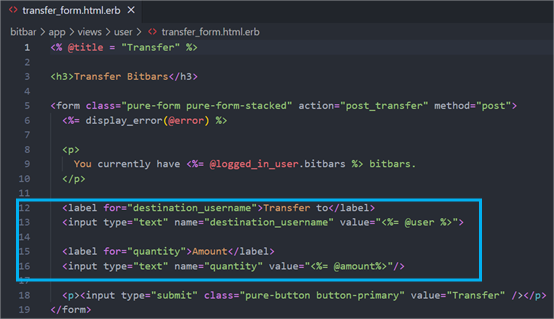 transfer_form.html.erb ×
bitbar > app > views > user > transfer_form.html.erb
1 <% @title = "Transfer" %>
2
3 <h3>Transfer Bitbars</h3>
4
5 <form class="pure-form pure-form-stacked" action="post_transfer" method="post">
6 <%= display_error(@error) %>
7
8 <p>
9 You currently have <%= @logged_in_user.bitbars %> bitbars.
10 </p>
11
12 <label for="destination_username">Transfer to</label>
13 <input type="text" name="destination_username" value="<%= @user %>">
14
15 <label for="quantity">Amount</label>
16 <input type="text" name="quantity" value="<%= @amount%>"/>
17
18 <p><input type="submit" class="pure-button button-primary" value="Transfer" /></p>
19 </form>